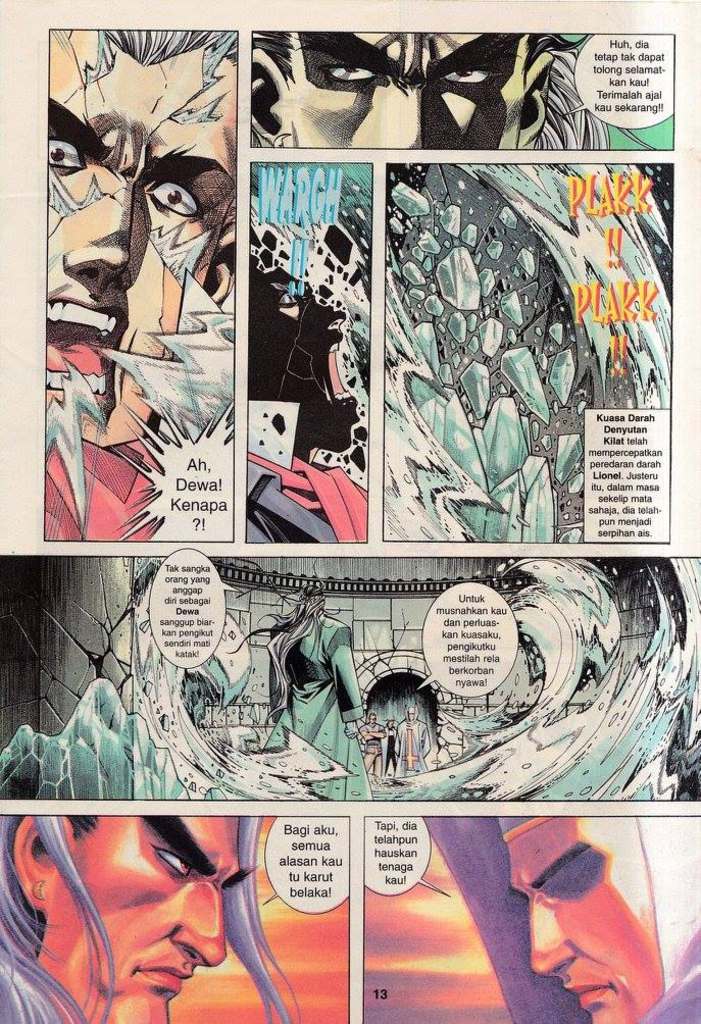 Huh, dia
tetap tak dapat
tolong selamat-
kan kau!
Terimalah ajal
kau sekarang!!
Ah,
Dewa!
Kenapa
?!
WARGH
!!
PLAKK
!!
PLAKK
!!
Kuasa Darah
Denyutan
Kilat telah
mempercepatkan
peredaran darah
Lionel. Justeru
itu, dalam masa
sekelip mata
sahaja, dia telah-
pun menjadi
serpihan ais.
Tak sangka
orang yang
anggap
diri sebagai
Dewa
sanggup biar-
kan pengikut
sendiri mati
katak!
Untuk
musnahkan kau
dan perluas-
kan kuasaku,
pengikutku
mestilah rela
berkorban
nyawa!
Bagi aku,
semua
alasan kau
tu karut
belaka!
Tapi, dia
telahpun
hauskan
tenaga
kau!
13